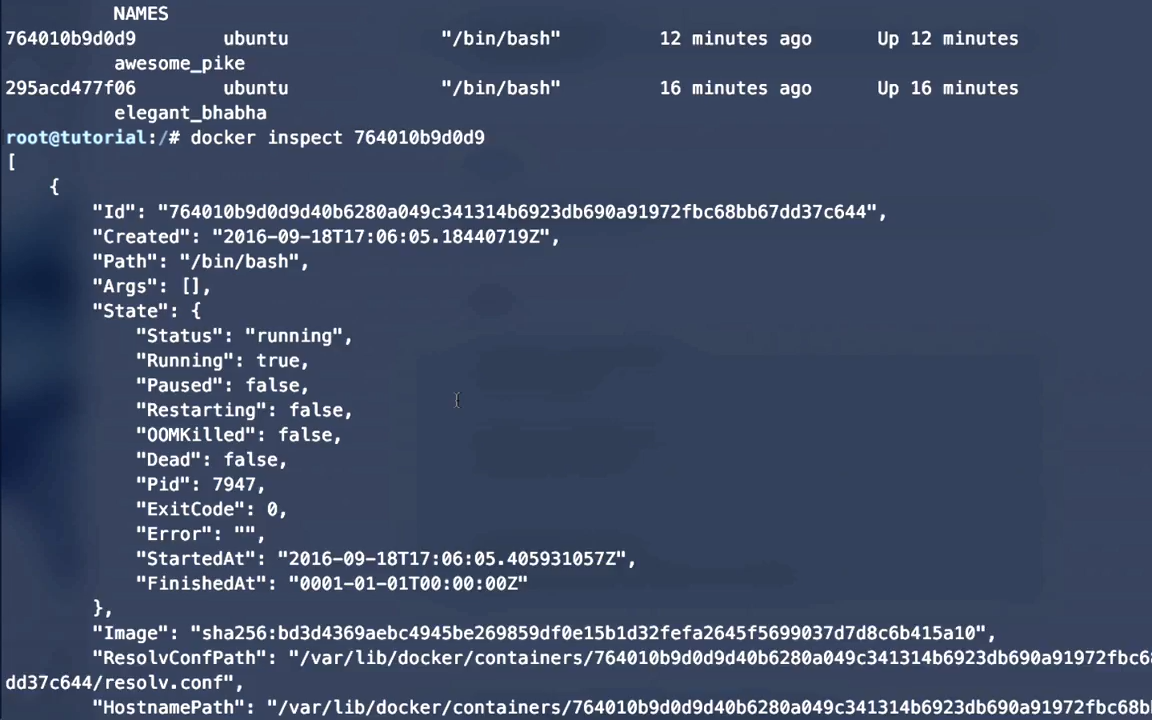 NAMES
764010b9d0d9        ubuntu              "/bin/bash"         12 minutes ago      Up 12 minutes
awesome_pike
295acd477f06        ubuntu              "/bin/bash"         16 minutes ago      Up 16 minutes
elegant_bhabha
root@tutorial:/# docker inspect 764010b9d0d9
[
    {
        "Id": "764010b9d0d9d40b6280a049c341314b6923db690a91972fbc68bb67dd37c644",
        "Created": "2016-09-18T17:06:05.18440719Z",
        "Path": "/bin/bash",
        "Args": [],
        "State": {
            "Status": "running",
            "Running": true,
            "Paused": false,
            "Restarting": false,
            "OOMKilled": false,
            "Dead": false,
            "Pid": 7947,
            "ExitCode": 0,
            "Error": "",
            "StartedAt": "2016-09-18T17:06:05.405931057Z",
            "FinishedAt": "0001-01-01T00:00:00Z"
        },
        "Image": "sha256:bd3d4369aebc4945be269859df0e15b1d32fefa2645f5699037d7d8c6b415a10",
        "ResolvConfPath": "/var/lib/docker/containers/764010b9d0d9d40b6280a049c341314b6923db690a91972fbc68
dd37c644/resolv.conf",
        "HostnamePath": "/var/lib/docker/containers/764010b9d0d9d40b6280a049c341314b6923db690a91972fbc68bb